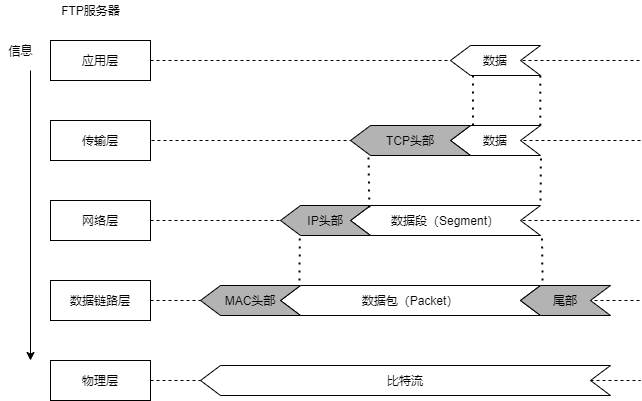 FTP服务器
信息
应用层
数据
传输层
TCP头部
数据
网络层
IP头部
数据段（Segment）
数据链路层
MAC头部
数据包（Packet）
尾部
物理层
比特流